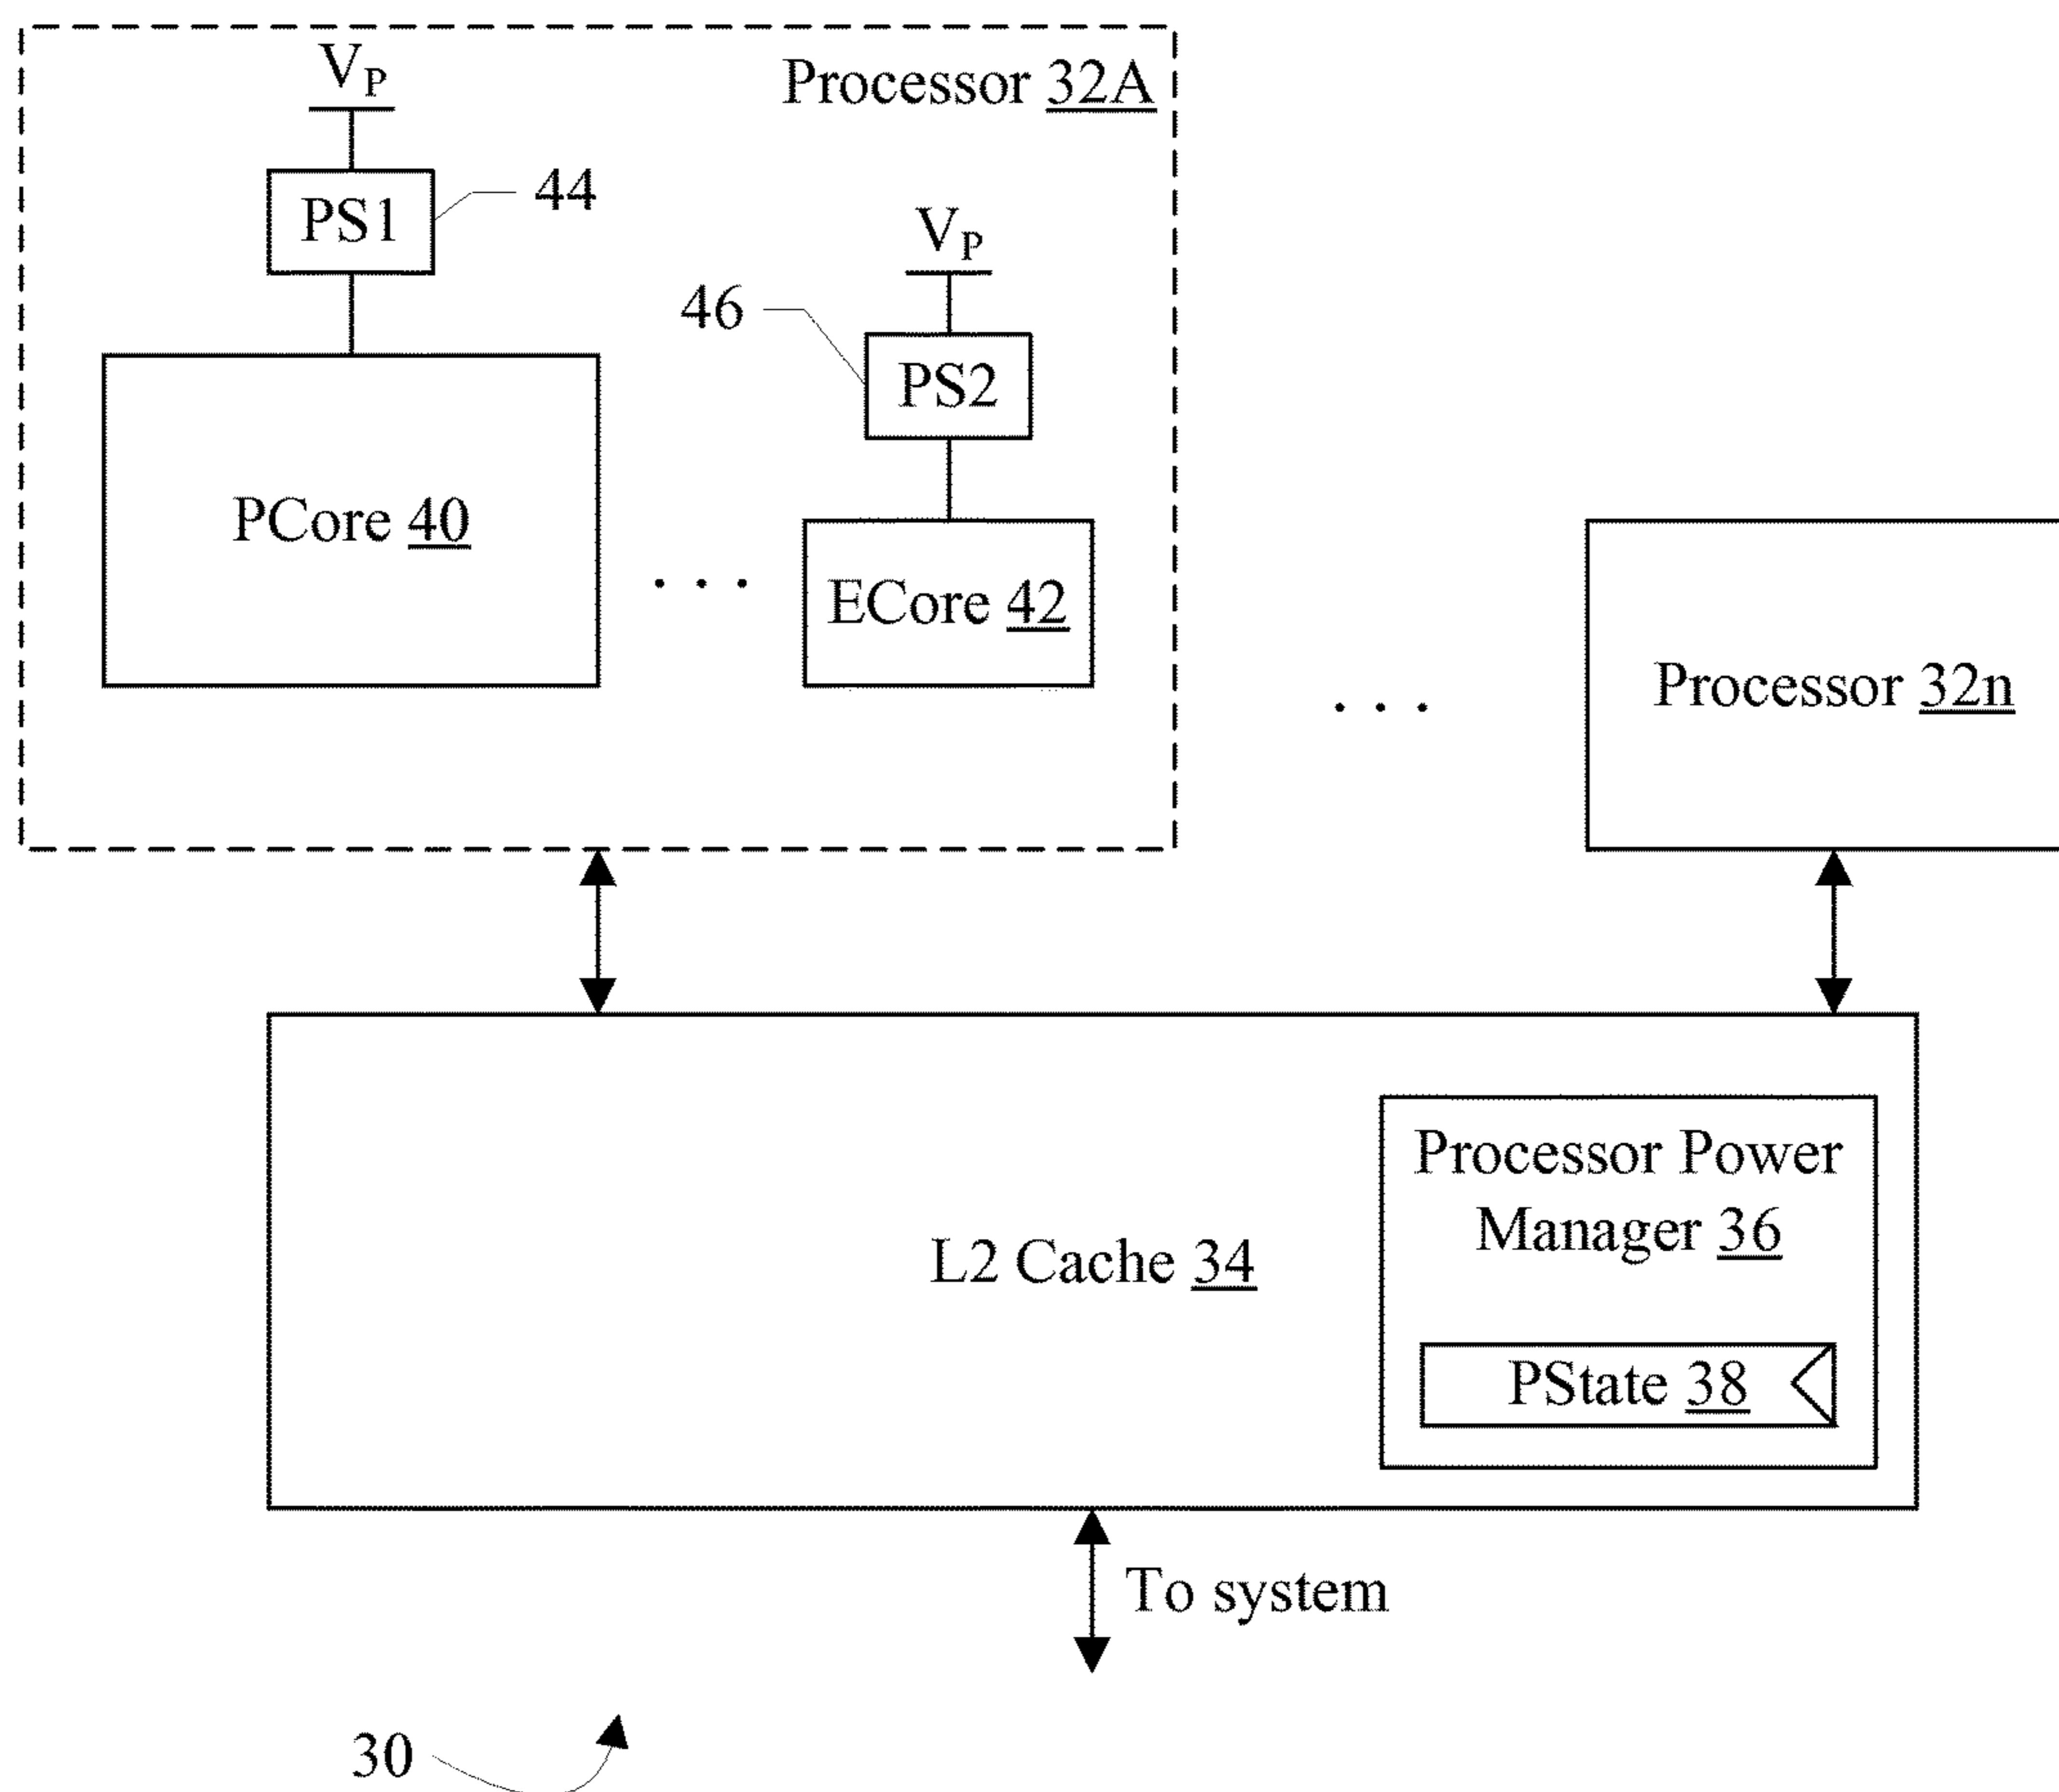 Processor 32A
VP
PS1
44
VP
46
PS2
PCore 40
. . .
ECore 42
. . .
Processor 32n
Processor Power
Manager 36
L2 Cache 34
PState 38
To system
30